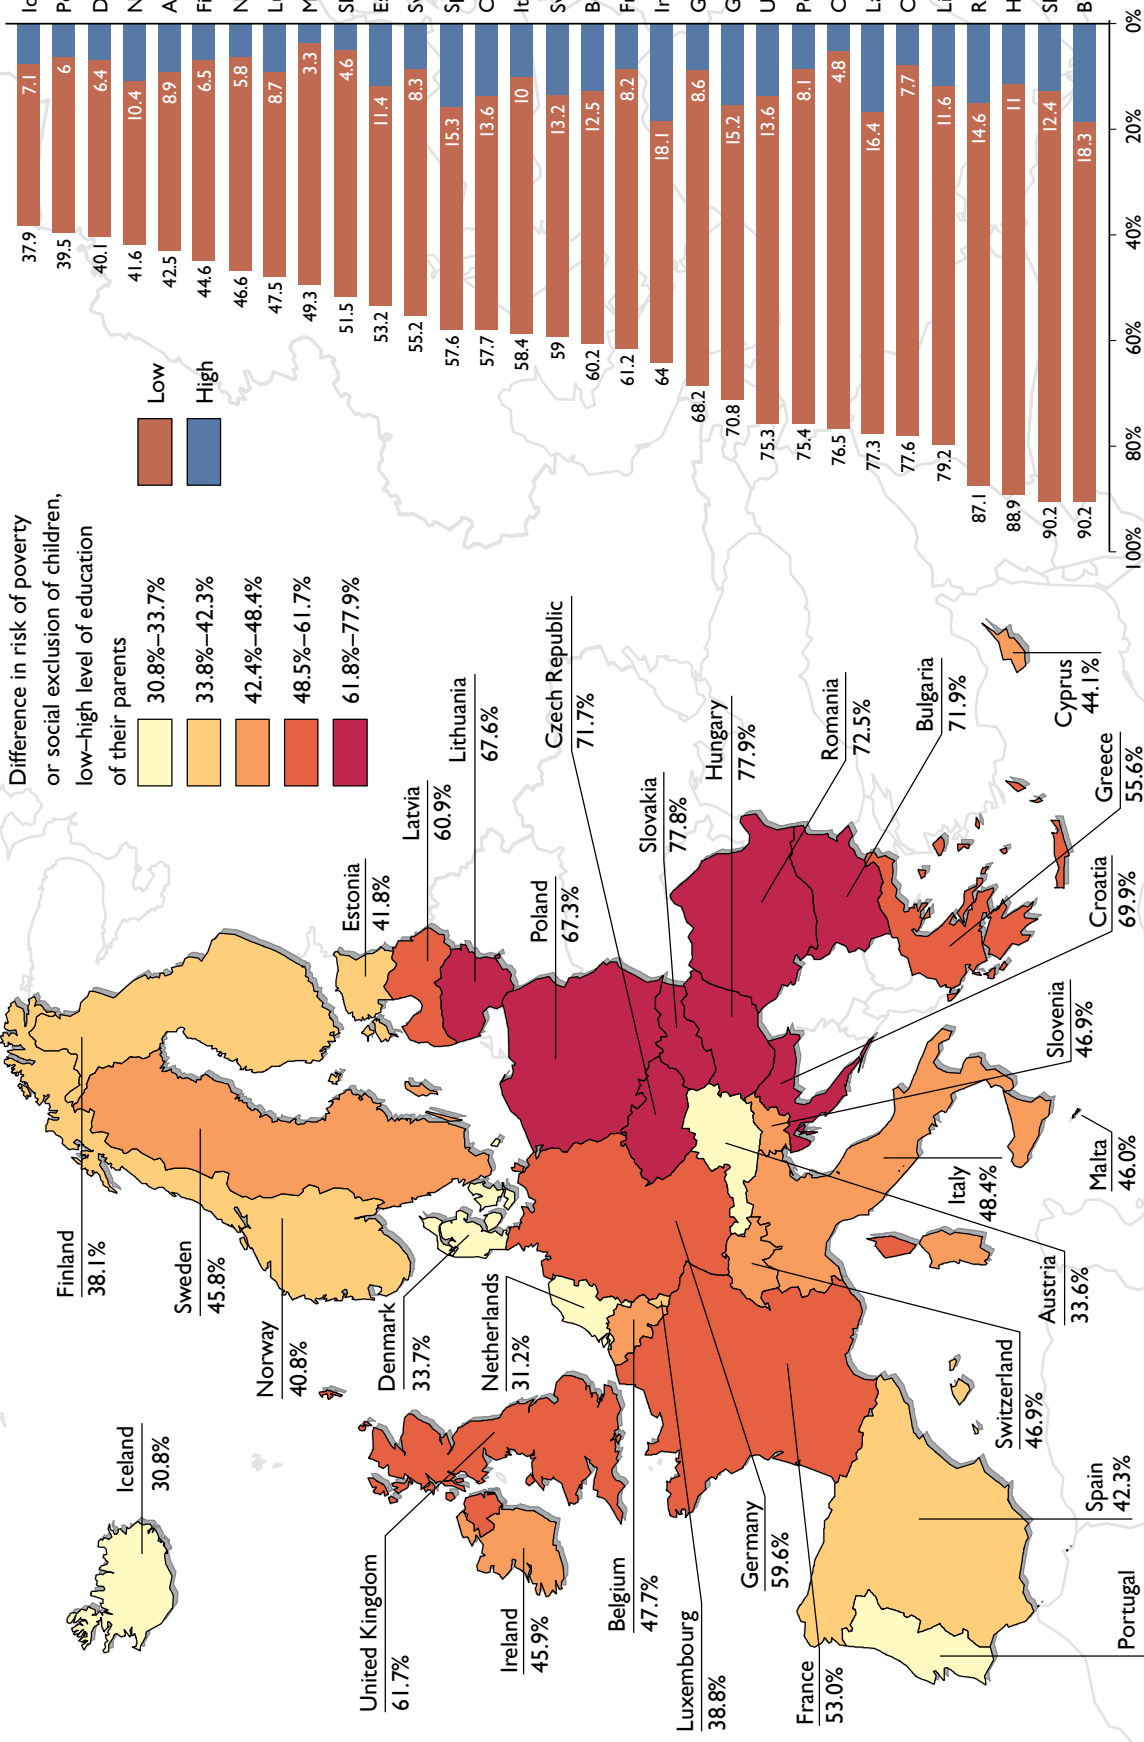 Difference in risk of poverty
or social exclusion of children,
low–high level of education
of their parents
30.8%–33.7%
33.8%–42.3%
42.4%–48.4%
48.5%–61.7%
61.8%–77.9%
Low
High
Iceland
30.8%
Finland
38.1%
Sweden
45.8%
Norway
40.8%
Denmark
33.7%
Netherlands
31.2%
Estonia
41.8%
Latvia
60.9%
Lithuania
67.6%
Poland
67.3%
Czech Republic
71.7%
Slovakia
77.8%
Hungary
77.9%
Romania
72.5%
Bulgaria
71.9%
Cyprus
44.1%
Greece
55.6%
Croatia
69.9%
Slovenia
46.9%
Malta
46.0%
Italy
48.4%
Austria
33.6%
Switzerland
46.9%
Spain
42.3%
Portugal
United Kingdom
61.7%
Ireland
45.9%
Belgium
47.7%
Luxembourg
38.8%
Germany
59.6%
France
53.0%
37.9 7.1
39.5 6
40.1 6.4
41.6 10.4
42.5 8.9
44.6 6.5
46.6 5.8
47.5 8.7
49.3 3.3
51.5 4.6
53.2 11.4
55.2 8.3
57.6 15.3
57.7 13.6
58.4 10
59 13.2
60.2 12.5
61.2 8.2
64 18.1
68.2 8.6
70.8 15.2
75.3 13.6
75.4 8.1
76.5 4.8
77.3 16.4
77.6 7.7
79.2 11.6
87.1 14.6
88.9 11
90.2 12.4
90.2 18.3
100% 80% 60% 40% 20% 0%